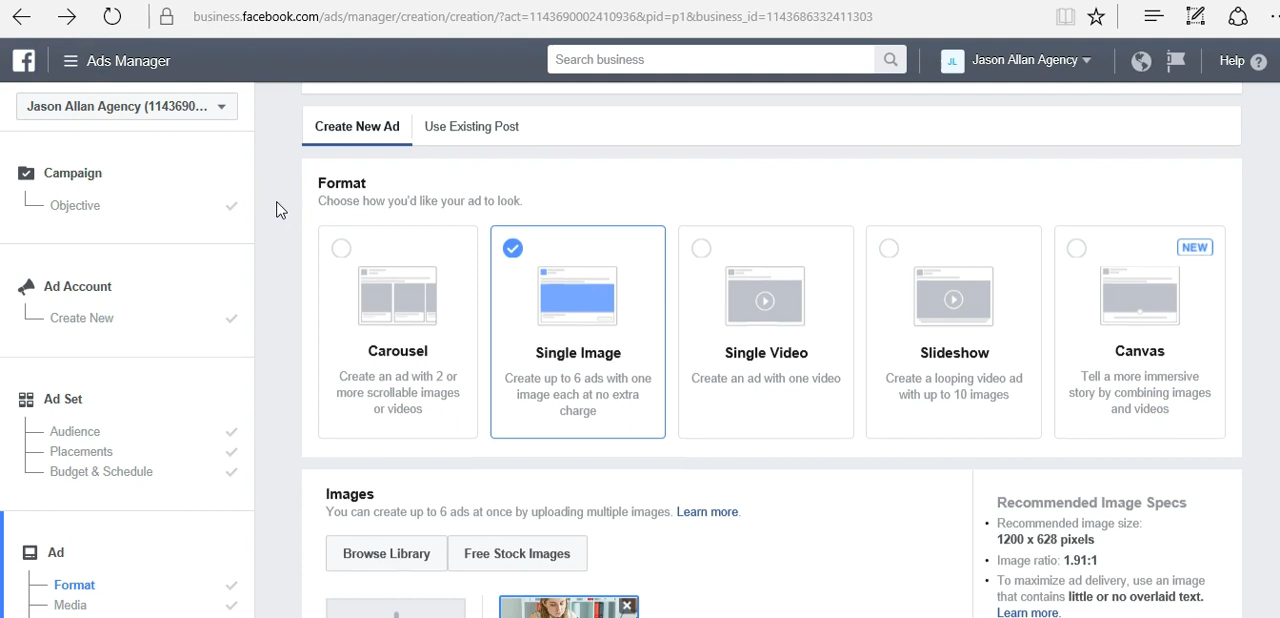 business.facebook.com/ads/manager/creation/creation/?act=1143690002410936&pid=p1&business_id=1143686332411303
Ads Manager
Search business
JL Jason Allan Agency
Help ?
Jason Allan Agency (1143690...
Create New Ad Use Existing Post
Campaign
Objective
Format
Choose how you'd like your ad to look.
NEW
Ad Account
Create New
Carousel
Create an ad with 2 or
more scrollable images
or videos
Single Image
Create up to 6 ads with one
image each at no extra
charge
Single Video
Create an ad with one video
Slideshow
Create a looping video ad
with up to 10 images
Canvas
Tell a more immersive
story by combining images
and videos
Ad Set
Audience
Placements
Budget & Schedule
Images
You can create up to 6 ads at once by uploading multiple images. Learn more.
Browse Library Free Stock Images
Recommended Image Specs
• Recommended image size:
1200 x 628 pixels
• Image ratio: 1.91:1
• To maximize ad delivery, use an image
that contains little or no overlaid text.
Learn more.
Ad
Format
Media